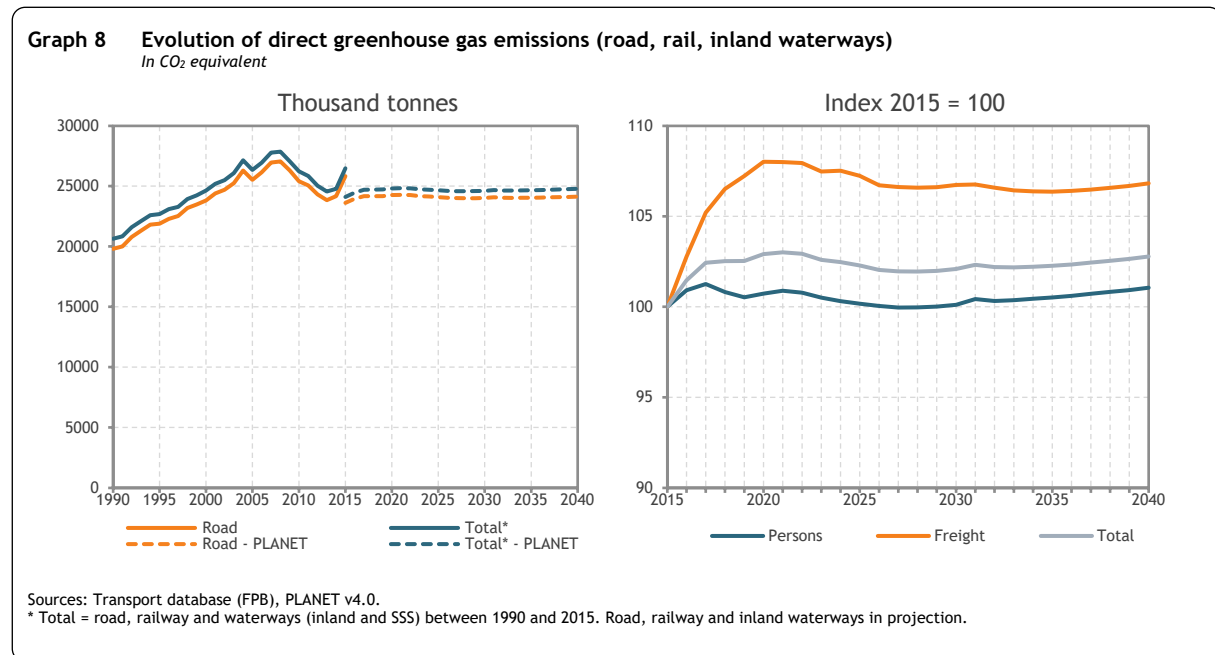 Graph 8 Evolution of direct greenhouse gas emissions (road, rail, inland waterways)
In CO₂ equivalent
Thousand tonnes
30000
25000
20000
15000
10000
5000
0
1990 1995 2000 2005 2010 2015 2020 2025 2030 2035 2040
Road Total*
Road - PLANET Total* - PLANET
Index 2015 = 100
110
105
100
95
90
2015 2020 2025 2030 2035 2040
Persons Freight Total
Sources: Transport database (FPB), PLANET v4.0.
* Total = road, railway and waterways (inland and SSS) between 1990 and 2015. Road, railway and inland waterways in projection.